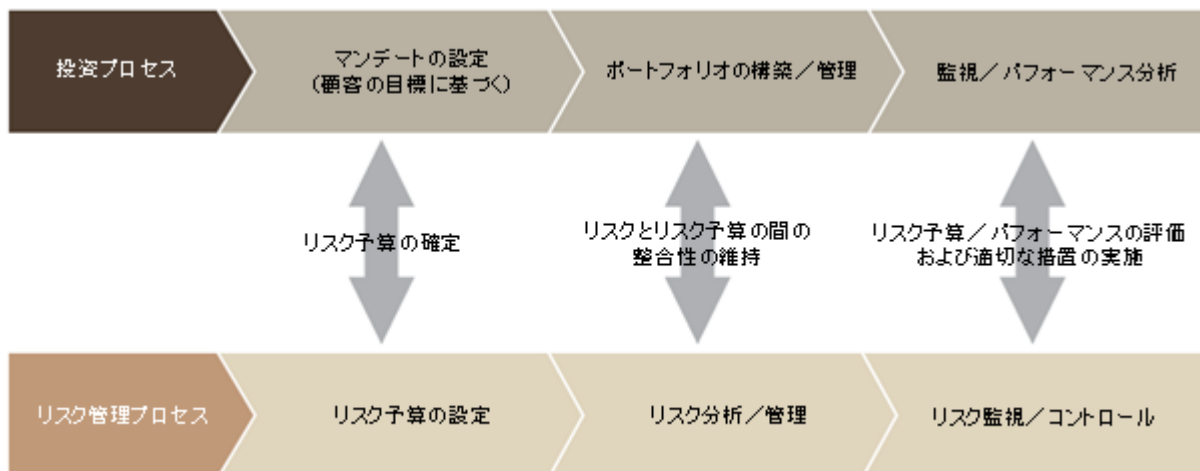 投資プロセス
マンデートの設定
(顧客の目標に基づく)
ポートフォリオの構築／管理
監視／パフォーマンス分析
リスク予算の確定
リスクとリスク予算の間の
整合性の維持
リスク予算／パフォーマンスの評価
および適切な措置の実施
リスク管理プロセス
リスク予算の設定
リスク分析／管理
リスク監視／コントロール